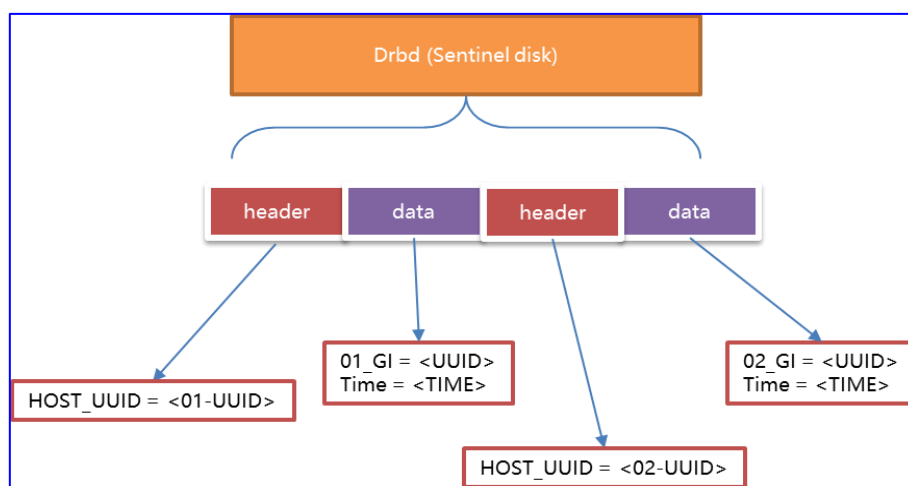 Drbd (Sentinel disk)
header
data
header
data
01_GI = <UUID>
Time = <TIME>
02_GI = <UUID>
Time = <TIME>
HOST_UUID = <01-UUID>
HOST_UUID = <02-UUID>